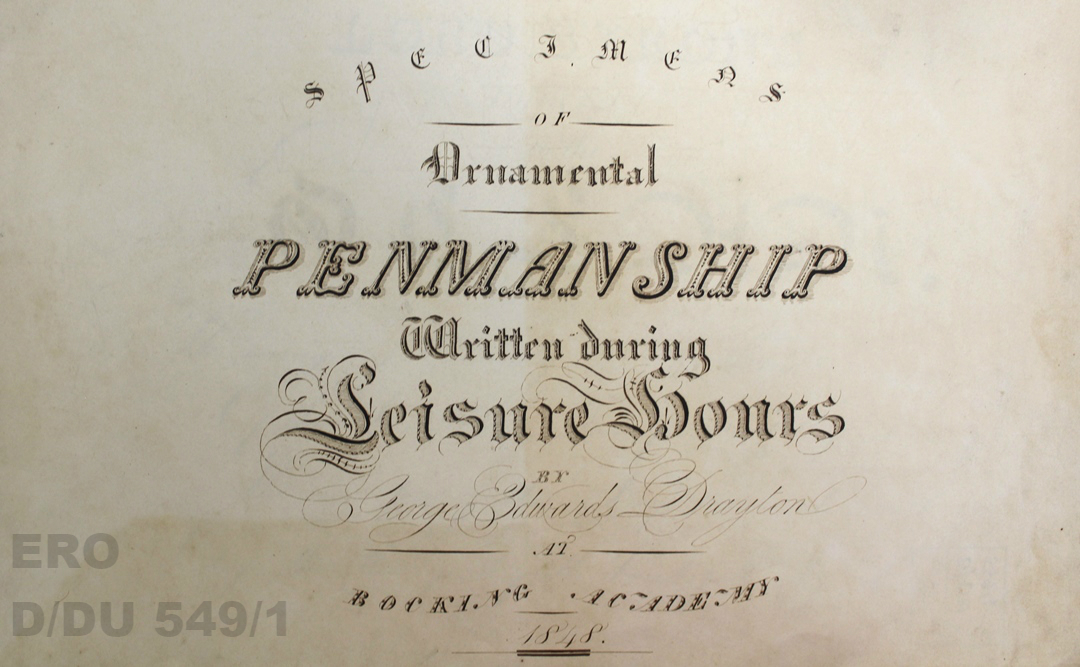 SPECIMENS
OF
Ornamental
PENMANSHIP
Written during
Leisure Hours
BY
George Edwards Drayton
AT
BOCKING ACADEMY
1848.
ERO
D/DU 549/1